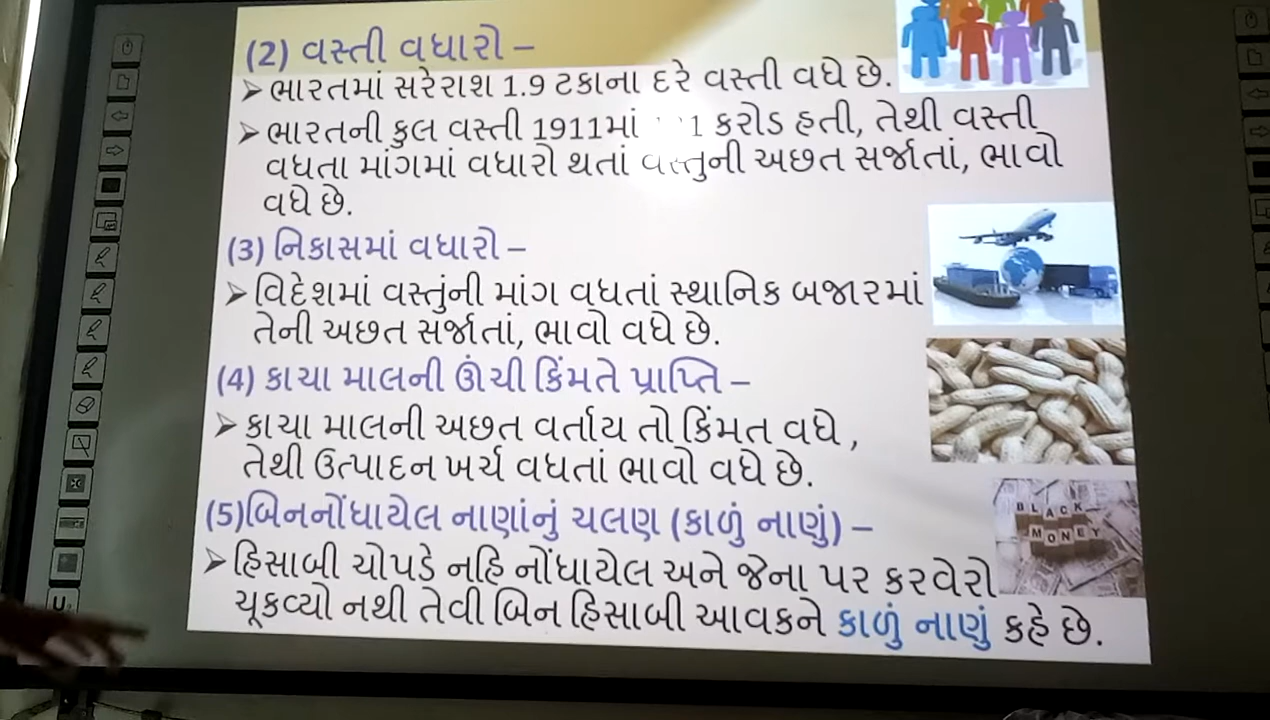 (2) વસ્તી વધારો –
➢ ભારતમાં સરેરાશ 1.9 ટકાના દરે વસ્તી વધે છે.
➢ ભારતની કુલ વસ્તી 1911માં 1 કરોડ હતી, તેથી વસ્તી
વધતા માંગમાં વધારો થતાં વસ્તુની અછત સર્જાતાં, ભાવો
વધે છે.
(3) નિકાસમાં વધારો –
➢ વિદેશમાં વસ્તુંની માંગ વધતાં સ્થાનિક બજારમાં
તેની અછત સર્જાતાં, ભાવો વધે છે.
(4) કાચા માલની ઊંચી કિંમતે પ્રાપ્તિ –
➢ કાચા માલની અછત વર્તાય તો કિંમત વધે ,
તેથી ઉત્પાદન ખર્ચ વધતાં ભાવો વધે છે.
(5)બિનનોંધાયેલ નાણાંનું ચલણ (કાળું નાણું) –
BLACK
MONEY
➢ હિસાબી ચોપડે નહિ નોંધાયેલ અને જેના પર કરવેરો
ચૂકવ્યો નથી તેવી બિન હિસાબી આવકને કાળું નાણું કહે છે.